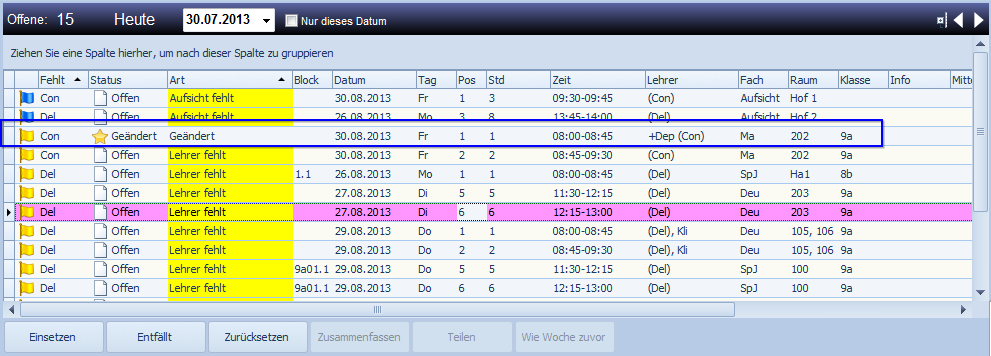 Offene: 15 Heute 30.07.2013 Nur dieses Datum
Ziehen Sie eine Spalte hierher, um nach dieser Spalte zu gruppieren
Fehlt Status Art Block Datum Tag Pos Std Zeit Lehrer Fach Raum Klasse Info Mitte
Con Offen Aufsicht fehlt 30.08.2013 Fr 1 3 09:30-09:45 (Con) Aufsicht Hof 1
Del Offen Aufsicht fehlt 26.08.2013 Mo 3 8 13:45-14:00 (Del) Aufsicht Hof 2
Con Geändert Geändert 30.08.2013 Fr 1 1 08:00-08:45 +Dep (Con) Ma 202 9a
Con Offen Lehrer fehlt 30.08.2013 Fr 2 2 08:45-09:30 (Con) Ma 202 9a
Del Offen Lehrer fehlt 1.1 26.08.2013 Mo 1 1 08:00-08:45 (Del) SpJ Ha1 8b
Del Offen Lehrer fehlt 27.08.2013 Di 5 5 11:30-12:15 (Del) Deu 203 9a
Del Offen Lehrer fehlt 27.08.2013 Di 6 6 12:15-13:00 (Del) Deu 203 9a
Del Offen Lehrer fehlt 29.08.2013 Do 1 1 08:00-08:45 (Del), Kli Deu 105, 106 9a
Del Offen Lehrer fehlt 29.08.2013 Do 2 2 08:45-09:30 (Del), Kli Deu 105, 106 9a
Del Offen Lehrer fehlt 9a01.1 29.08.2013 Do 5 5 11:30-12:15 (Del) SpJ 100 9a
Del Offen Lehrer fehlt 9a01.1 29.08.2013 Do 6 6 12:15-13:00 (Del) SpJ 100 9a
Einsetzen Entfällt Zurücksetzen Zusammenfassen Teilen Wie Woche zuvor